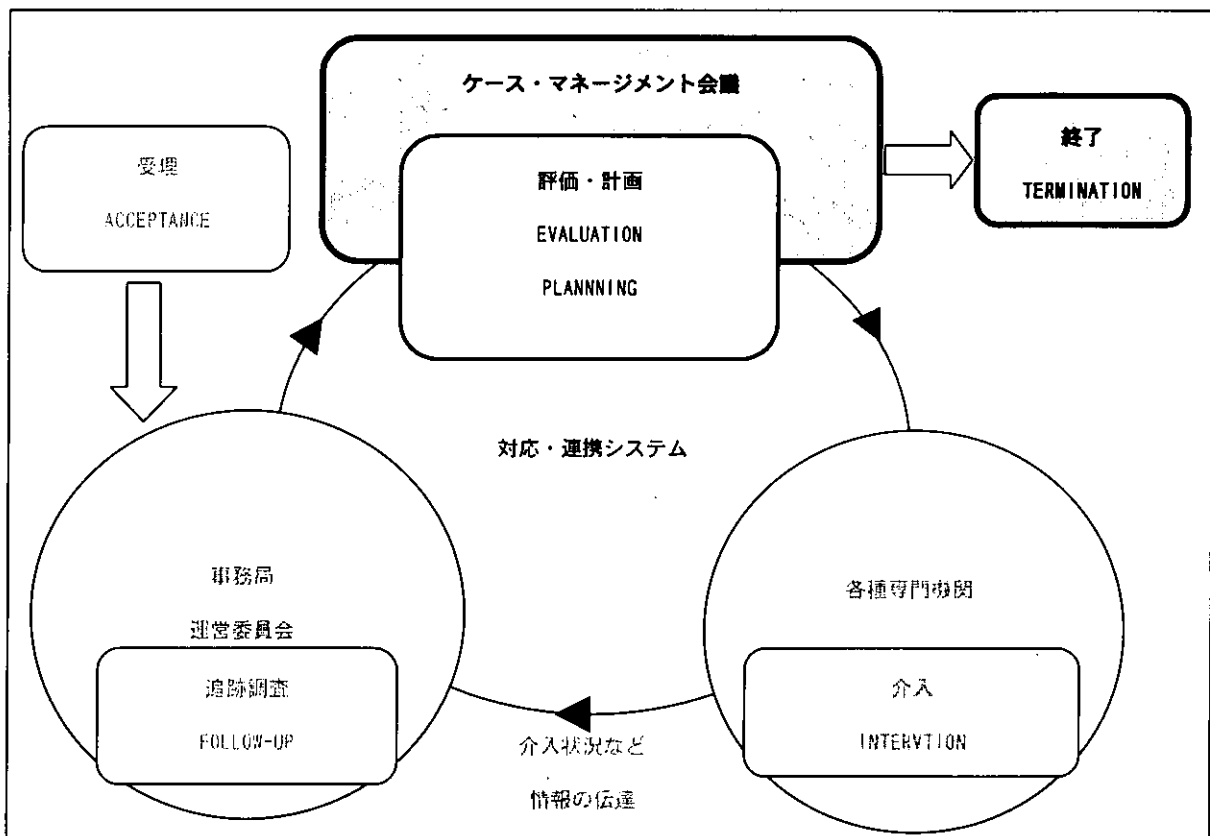 ケース・マネージメント会議
評価・計画
EVALUATION
PLANNNING
終了
TERMINATION
受理
ACCEPTANCE
対応・連携システム
事務局
運営委員会
追跡調査
FOLLOW-UP
各種専門機関
介入
INTERVTION
介入状況など
情報の伝達